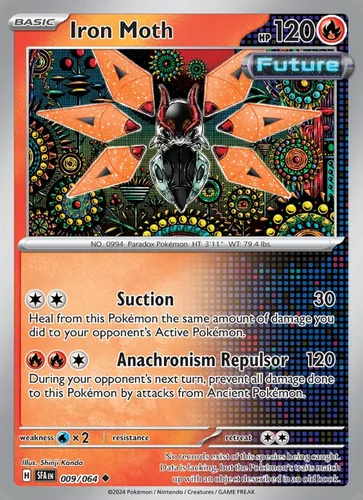 BASIC
Iron Moth
HP 120
Future
NO. 0994 Paradox Pokémon HT: 3'11" WT: 79.4 lbs.
Suction 30
Heal from this Pokémon the same amount of damage you
did to your opponent's Active Pokémon.
Anachronism Repulsor 120
During your opponent's next turn, prevent all damage done
to this Pokémon by attacks from Ancient Pokémon.
weakness ×2 resistance retreat
Illus. Shinji Kanda
H SFA EN 009/064
No records exist of this species being caught.
Data is lacking, but the Pokémon's traits match
up with an object described in an old book.
©2024 Pokémon / Nintendo / Creatures / GAME FREAK